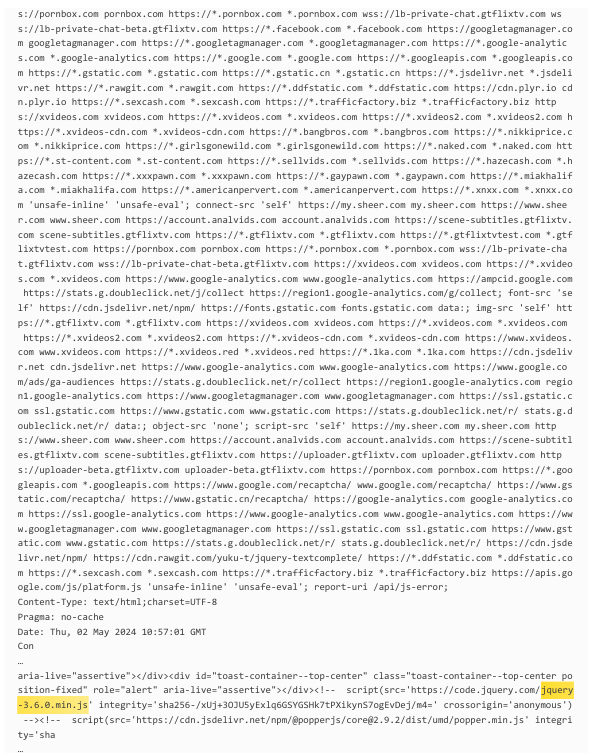 s://pornbox.com pornbox.com https://*.pornbox.com *.pornbox.com wss://lb-private-chat.gtflixtv.com ws
s://lb-private-chat-beta.gtflixtv.com https://*.facebook.com *.facebook.com https://googletagmanager.co
m googletagmanager.com https://*.googletagmanager.com *.googletagmanager.com https://*.google-analytic
s.com *.google-analytics.com https://*.google.com *.google.com https://*.googleapis.com *.googleapis.co
m https://*.gstatic.com *.gstatic.com https://*.gstatic.cn *.gstatic.cn https://*.jsdelivr.net *.jsdeli
vr.net https://*.rawgit.com *.rawgit.com https://*.ddfstatic.com *.ddfstatic.com https://cdn.plyr.io cd
n.plyr.io https://*.sexcash.com *.sexcash.com https://*.trafficfactory.biz *.trafficfactory.biz http
s://xvideos.com xvideos.com https://*.xvideos.com *.xvideos.com https://*.xvideos2.com *.xvideos2.com h
ttps://*.xvideos-cdn.com *.xvideos-cdn.com https://*.bangbros.com *.bangbros.com https://*.nikkiprice.c
om *.nikkiprice.com https://*.girlsgonewild.com *.girlsgonewild.com https://*.naked.com *.naked.com htt
ps://*.st-content.com *.st-content.com https://*.sellvids.com *.sellvids.com https://*.hazecash.com *.h
azecash.com https://*.xxxpawn.com *.xxxpawn.com https://*.gaypawn.com *.gaypawn.com https://*.miakhalif
a.com *.miakhalifa.com https://*.americanpervert.com *.americanpervert.com https://*.xnxx.com *.xnxx.co
m 'unsafe-inline' 'unsafe-eval'; connect-src 'self' https://my.sheer.com my.sheer.com https://www.shee
r.com www.sheer.com https://account.analvids.com account.analvids.com https://scene-subtitles.gtflixtv.
com scene-subtitles.gtflixtv.com https://*.gtflixtv.com *.gtflixtv.com https://*.gtflixtvtest.com *.gtf
lixtvtest.com https://pornbox.com pornbox.com https://*.pornbox.com *.pornbox.com wss://lb-private-cha
t.gtflixtv.com wss://lb-private-chat-beta.gtflixtv.com https://xvideos.com xvideos.com https://*.xvideo
s.com *.xvideos.com https://www.google-analytics.com www.google-analytics.com https://ampcid.google.com
https://stats.g.doubleclick.net/j/collect https://region1.google-analytics.com/g/collect; font-src 'se
lf' https://cdn.jsdelivr.net/npm/ https://fonts.gstatic.com fonts.gstatic.com data:; img-src 'self' htt
ps://*.gtflixtv.com *.gtflixtv.com https://xvideos.com xvideos.com https://*.xvideos.com *.xvideos.com
https://*.xvideos2.com *.xvideos2.com https://*.xvideos-cdn.com *.xvideos-cdn.com https://www.xvideos.
com www.xvideos.com https://*.xvideos.red *.xvideos.red https://*.1ka.com *.1ka.com https://cdn.jsdeliv
r.net cdn.jsdelivr.net https://www.google-analytics.com www.google-analytics.com https://www.google.co
m/ads/ga-audiences https://stats.g.doubleclick.net/r/collect https://region1.google-analytics.com regio
n1.google-analytics.com https://www.googletagmanager.com www.googletagmanager.com https://ssl.gstatic.c
om ssl.gstatic.com https://www.gstatic.com www.gstatic.com https://stats.g.doubleclick.net/r/ stats.g.d
oubleclick.net/r/ data:; object-src 'none'; script-src 'self' https://my.sheer.com my.sheer.com http
s://www.sheer.com www.sheer.com https://account.analvids.com account.analvids.com https://scene-subtitl
es.gtflixtv.com scene-subtitles.gtflixtv.com https://uploader.gtflixtv.com uploader.gtflixtv.com http
s://uploader-beta.gtflixtv.com uploader-beta.gtflixtv.com https://pornbox.com pornbox.com https://*.goo
gleapis.com *.googleapis.com https://www.google.com/recaptcha/ www.google.com/recaptcha/ https://www.gs
tatic.com/recaptcha/ https://www.gstatic.cn/recaptcha/ https://google-analytics.com google-analytics.co
m https://ssl.google-analytics.com https://www.google-analytics.com www.google-analytics.com https://ww
w.googletagmanager.com www.googletagmanager.com https://ssl.gstatic.com ssl.gstatic.com https://www.gst
atic.com www.gstatic.com https://stats.g.doubleclick.net/r/ stats.g.doubleclick.net/r/ https://cdn.jsde
livr.net/npm/ https://cdn.rawgit.com/yuku-t/jquery-textcomplete/ https://*.ddfstatic.com *.ddfstatic.co
m https://*.sexcash.com *.sexcash.com https://*.trafficfactory.biz *.trafficfactory.biz https://apis.go
ogle.com/js/platform.js 'unsafe-inline' 'unsafe-eval'; report-uri /api/js-error;
Content-Type: text/html;charset=UTF-8
Pragma: no-cache
Date: Thu, 02 May 2024 10:57:01 GMT
Con
…
aria-live="assertive"></div><div id="toast-container--top-center" class="toast-container--top-center po
sition-fixed" role="alert" aria-live="assertive"></div><!-- script(src='https://code.jquery.com/jquery
-3.6.0.min.js' integrity='sha256-/xUj+3OJU5yExlq6GSYGSHk7tPXikynS7ogEvDej/m4=' crossorigin='anonymous')
--><!-- script(src='https://cdn.jsdelivr.net/npm/@popperjs/core@2.9.2/dist/umd/popper.min.js' integri
ty='sha
…